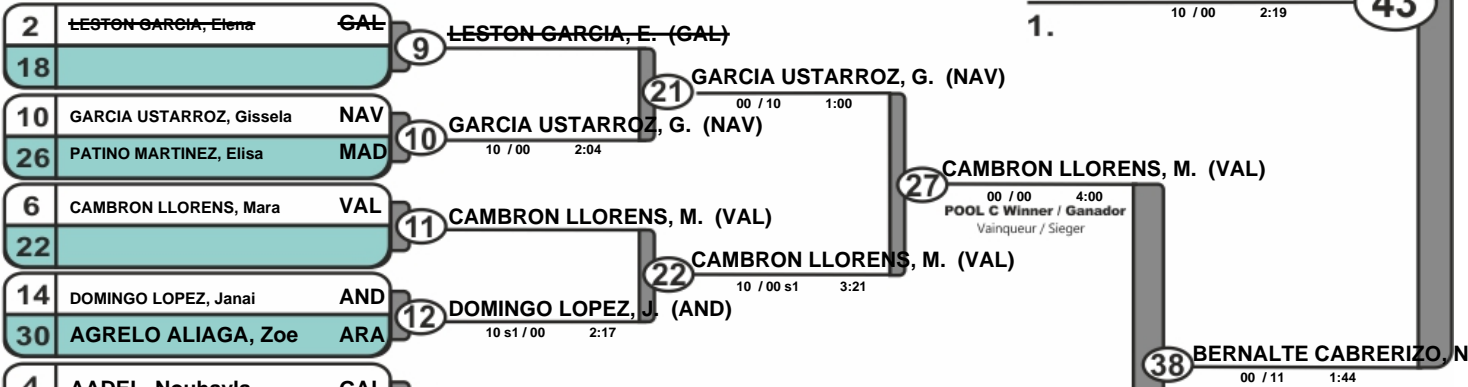 2 LESTON GARCIA, Elena GAL
18
9 LESTON GARCIA, E. (GAL)
10 GARCIA USTARROZ, Gissela NAV
26 PATINO MARTINEZ, Elisa MAD
10 GARCIA USTARROZ, G. (NAV)
10 / 00 2:04
21 GARCIA USTARROZ, G. (NAV)
00 / 10 1:00
6 CAMBRON LLORENS, Mara VAL
22
11 CAMBRON LLORENS, M. (VAL)
14 DOMINGO LOPEZ, Janai AND
30 AGRELO ALIAGA, Zoe ARA
12 DOMINGO LOPEZ, J. (AND)
10 s1 / 00 2:17
22 CAMBRON LLORENS, M. (VAL)
10 / 00 s1 3:21
27 CAMBRON LLORENS, M. (VAL)
00 / 00 4:00
POOL C Winner / Ganador
Vainqueur / Sieger
10 / 00 2:19
43
1.
38 BERNALTE CABRERIZO, N
00 / 11 1:44
4 AADEL, Nouhayla GAL